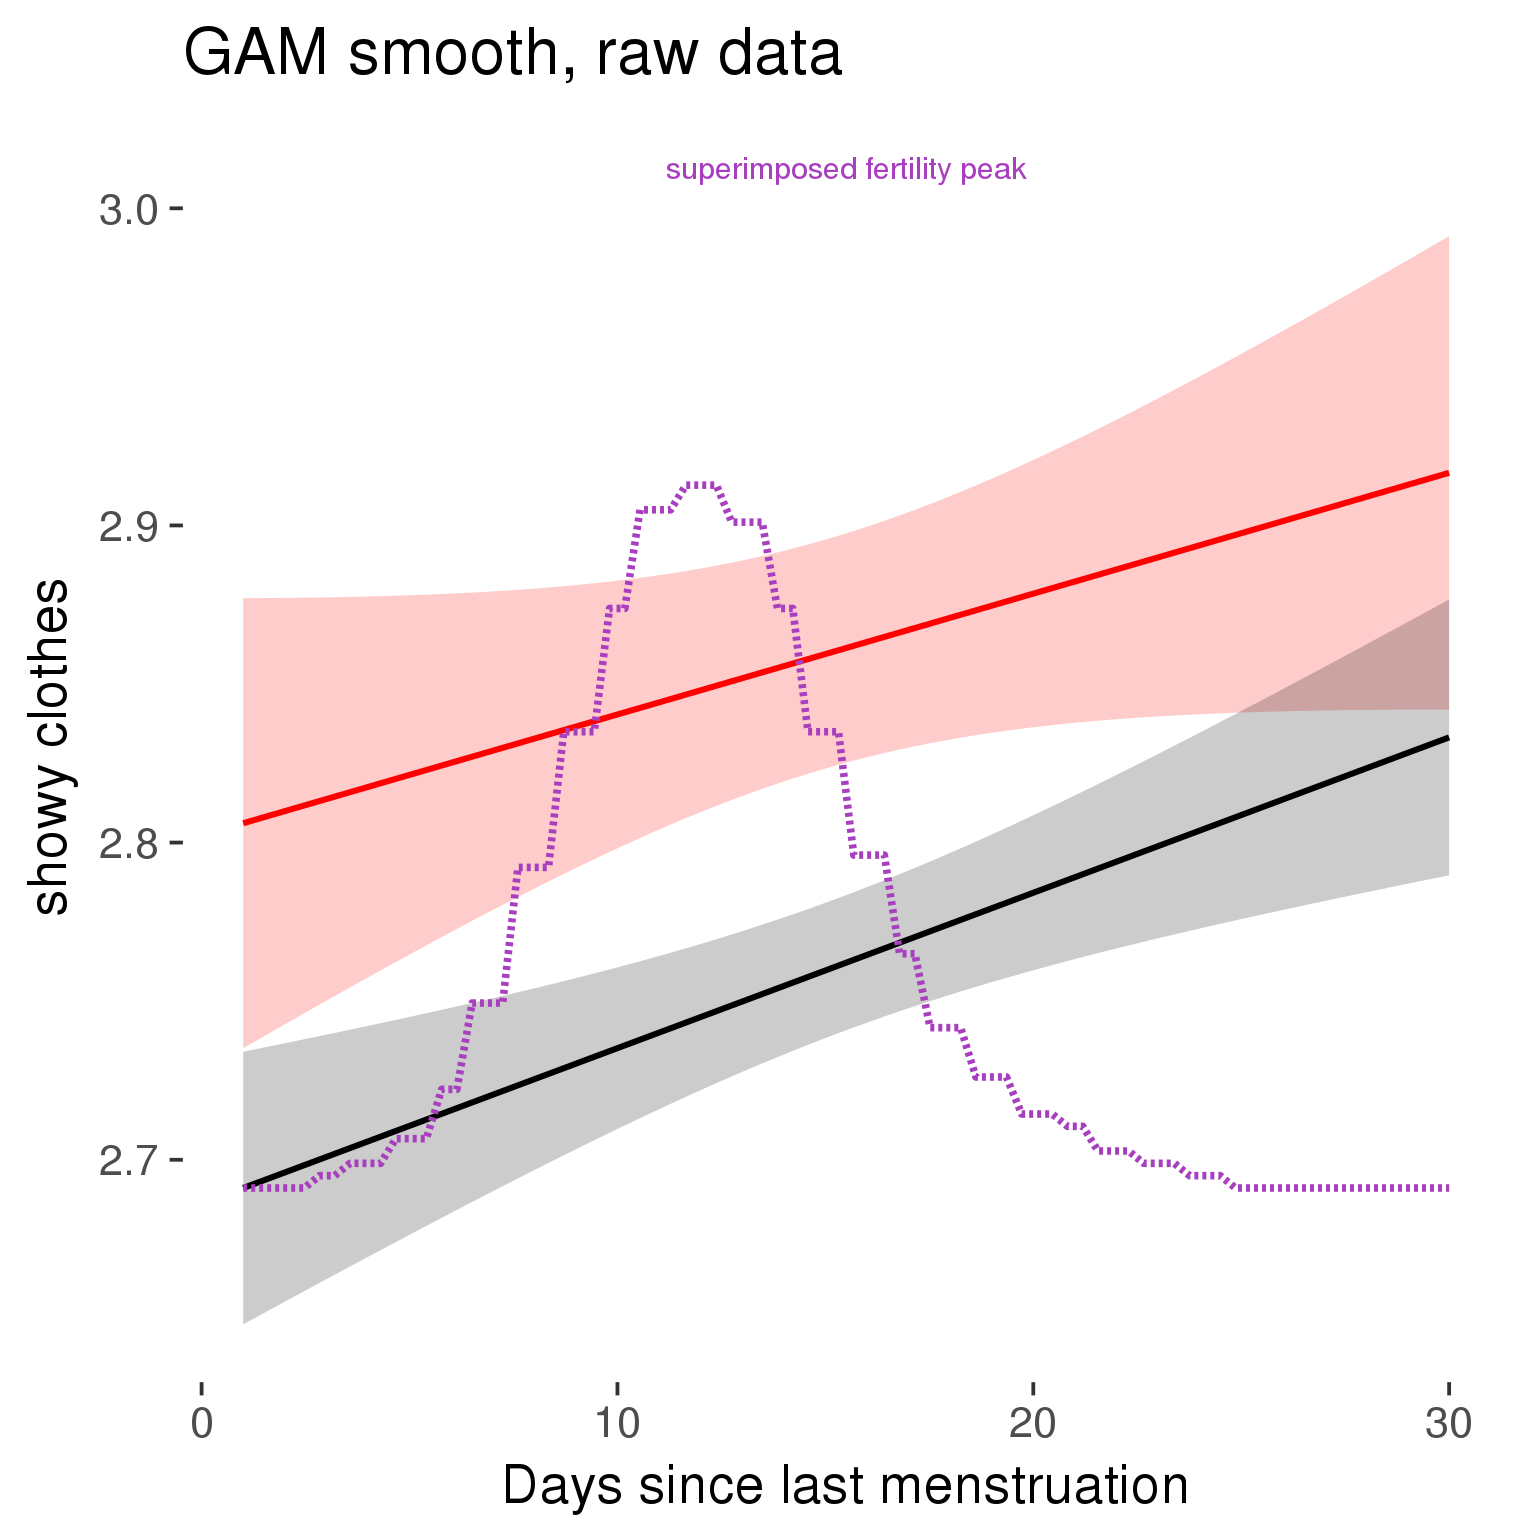 GAM smooth, raw data
superimposed fertility peak
3.0
2.9
2.8
2.7
showy clothes
0 10 20 30
Days since last menstruation